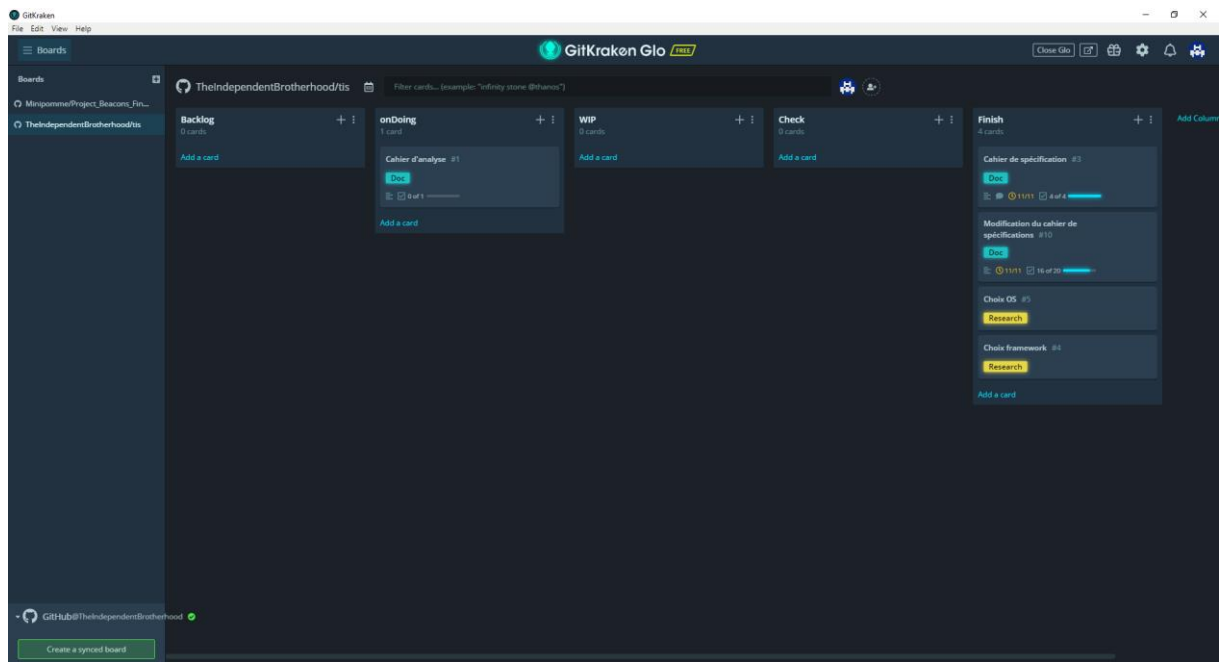 GitKraken
File Edit View Help
Boards
GitKraken Glo FREE
Close Glo
Boards
Minipomme/Project_Beacons_Fin...
TheIndependentBrotherhood/tis
TheIndependentBrotherhood/tis
Filter cards... (example: "infinity stone @thanos")
Backlog
0 cards
Add a card
onDoing
1 card
Cahier d'analyse #1
Doc
0 of 1
Add a card
WIP
0 cards
Add a card
Check
0 cards
Add a card
Finish
4 cards
Cahier de spécification #3
Doc
11/11 4 of 4
Modification du cahier de
spécifications #10
Doc
11/11 16 of 20
Choix OS #5
Research
Choix framework #4
Research
Add a card
Add Column
GitHub@TheIndependentBrotherhood
Create a synced board